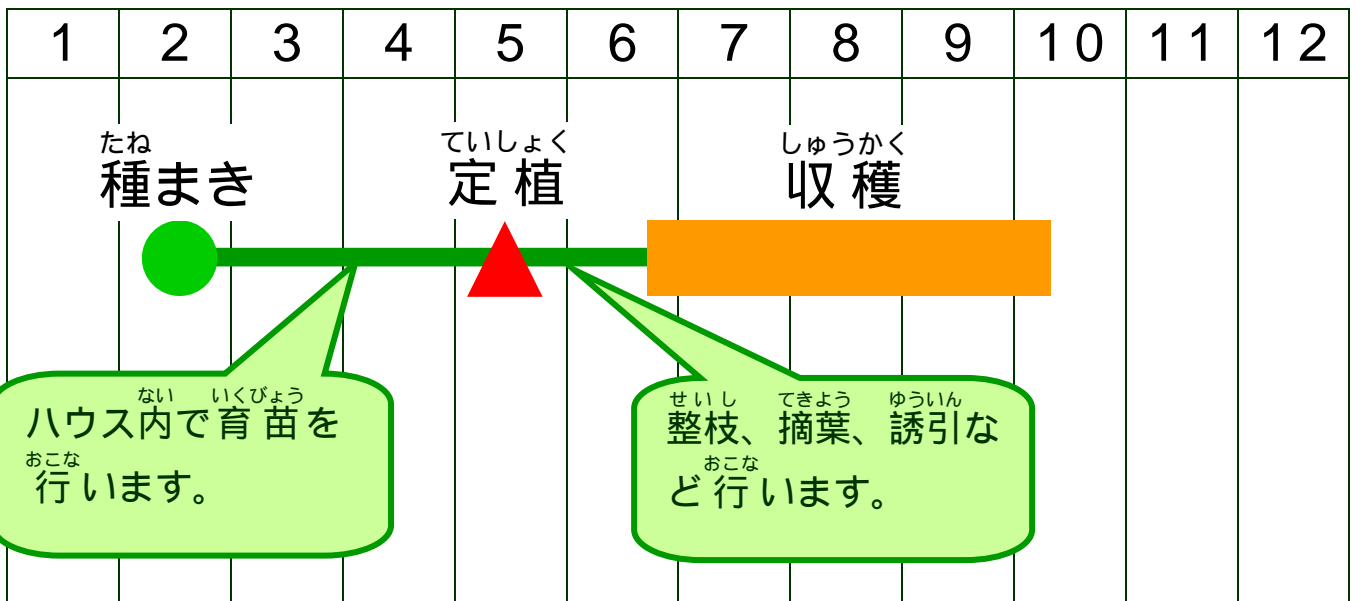 1 2 3 4 5 6 7 8 9 10 11 12
たね
種まき
ていしょく
定植
しゅうかく
収穫
ない いくびょう
ハウス内で育苗を
おこな
行います。
せいし てきよう ゆういん
整枝、摘葉、誘引な
おこな
ど行います。